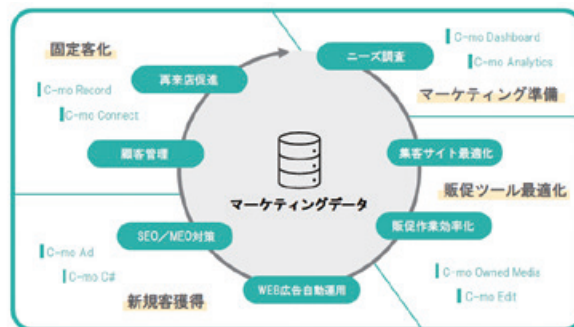 固定客化
C-mo Record
C-mo Connect
再来店促進
顧客管理
ニーズ調査
C-mo Dashboard
C-mo Analytics
マーケティング準備
集客サイト最適化
販促ツール最適化
販促作業効率化
C-mo Owned Media
C-mo Edit
マーケティングデータ
SEO／MEO対策
WEB広告自動運用
C-mo Ad
C-mo C#
新規客獲得